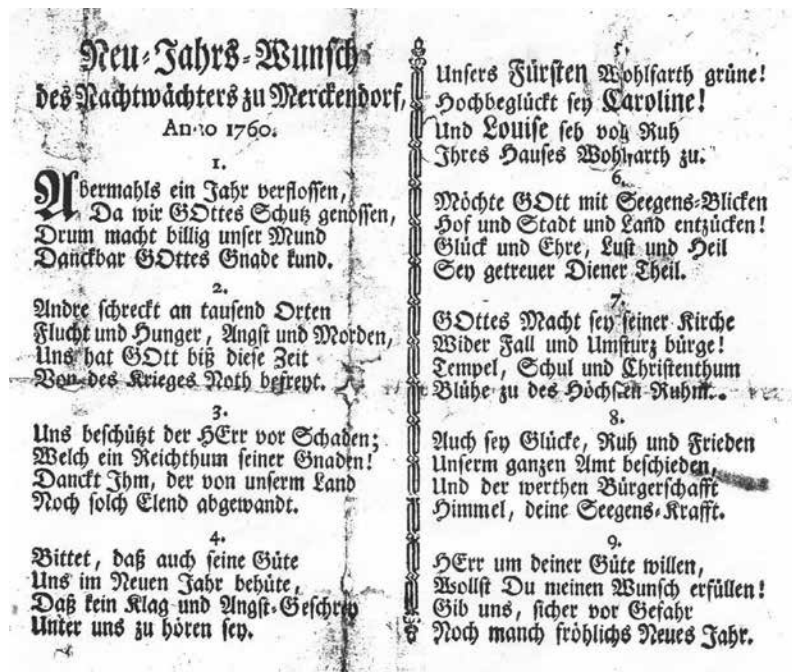 Neu-Jahrs-Wunsch
des Nachtwächters zu Merckendorf,
Anno 1760.
1.
Abermahls ein Jahr verflossen,
Da wir GOttes Schutz genossen,
Drum macht billig unser Mund
Danckbar GOttes Gnade kund.
2.
Andre schreckt an tausend Orten
Flucht und Hunger, Angst und Morden,
Uns hat GOtt biß diese Zeit
Von des Krieges Noth befreyt.
3.
Uns beschützt der HErr vor Schaden;
Welch ein Reichthum seiner Gnaden!
Danckt Ihm, der von unserm Land
Noch solch Elend abgewandt.
4.
Bittet, daß auch seine Güte
Uns im Neuen Jahr behüte,
Daß kein Klag und Angst-Geschrey
Unter uns zu hören sey.
5.
Unsers Fürsten Wohlfarth grüne!
Hochbeglückt sey Caroline!
Und Louise seh von Ruh
Ihres Hauses Wohlfarth zu.
6.
Möchte GOtt mit Seegens-Blicken
Hof und Stadt und Land entzücken!
Glück und Ehre, Lust und Heil
Sey getreuer Diener Theil.
7.
GOttes Macht sey seiner Kirche
Wider Fall und Umsturz bürge!
Tempel, Schul und Christenthum
Blühe zu des Höchsten Ruhm.
8.
Auch sey Glücke, Ruh und Frieden
Unserm ganzen Amt beschieden,
Und der werthen Bürgerschafft
Himmel, deine Seegens-Krafft.
9.
HErr um deiner Güte willen,
Wollst Du meinen Wunsch erfüllen!
Gib uns, sicher vor Gefahr
Noch manch fröhlichs Neues Jahr.